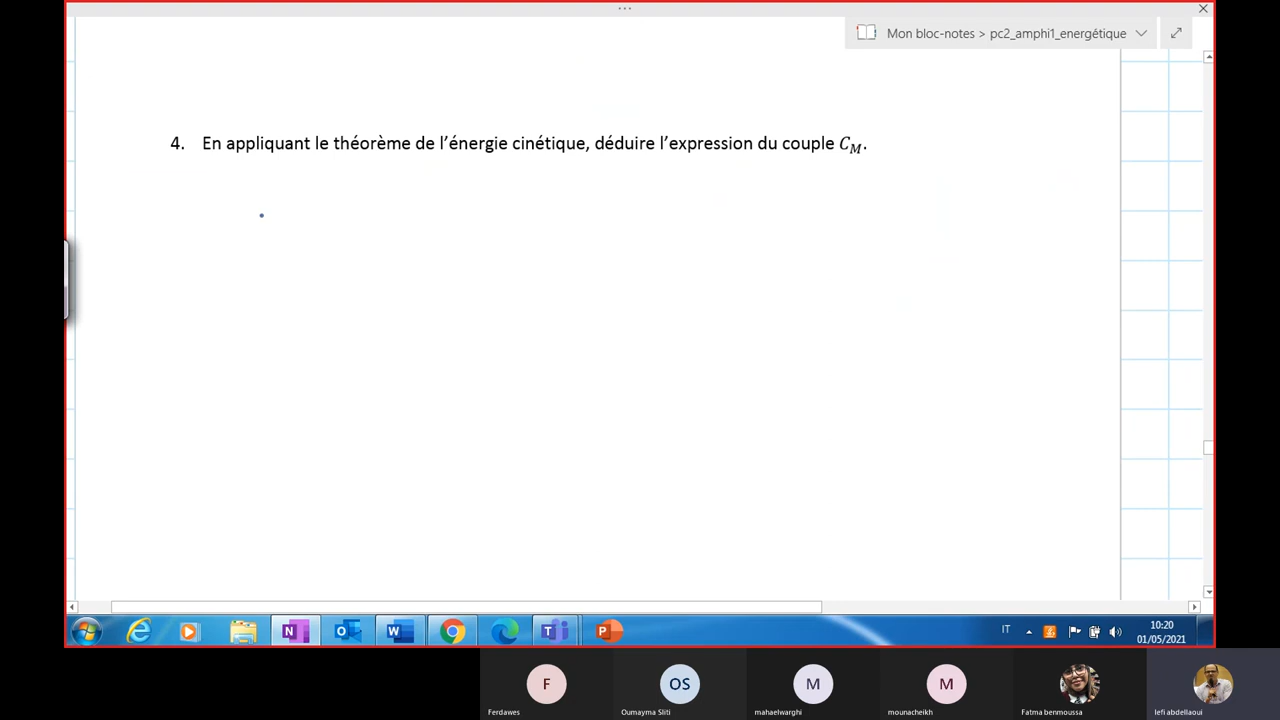 Mon bloc-notes > pc2_amphi1_energétique
4. En appliquant le théorème de l'énergie cinétique, déduire l'expression du couple C_M.
IT
10:20
01/05/2021
F
OS
M
M
Ferdawes
Oumayma Sliti
mahaelwarghi
mounacheikh
Fatma benmoussa
lefi abdellaoui